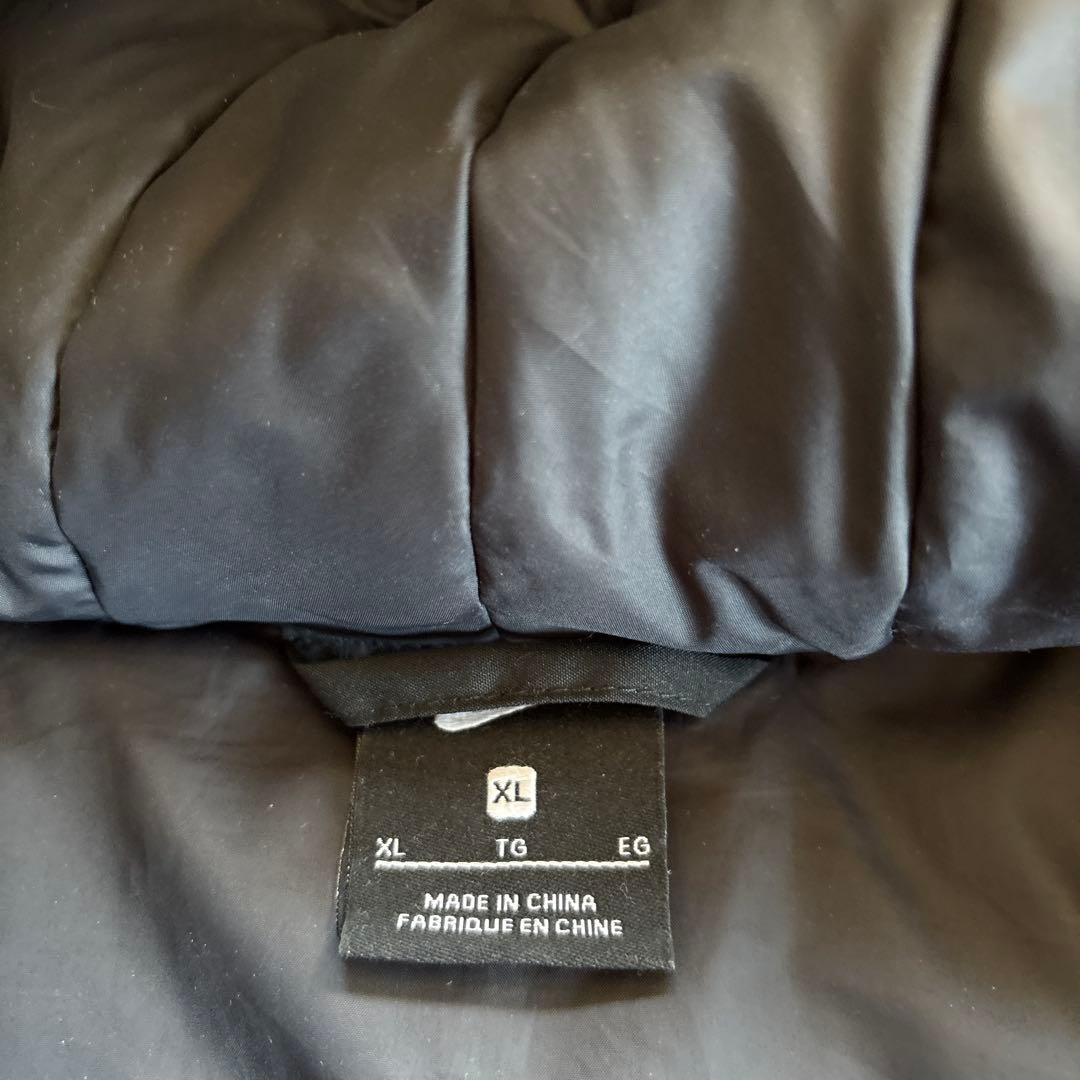 XL
XL TG EG
MADE IN CHINA
FABRIQUE EN CHINE